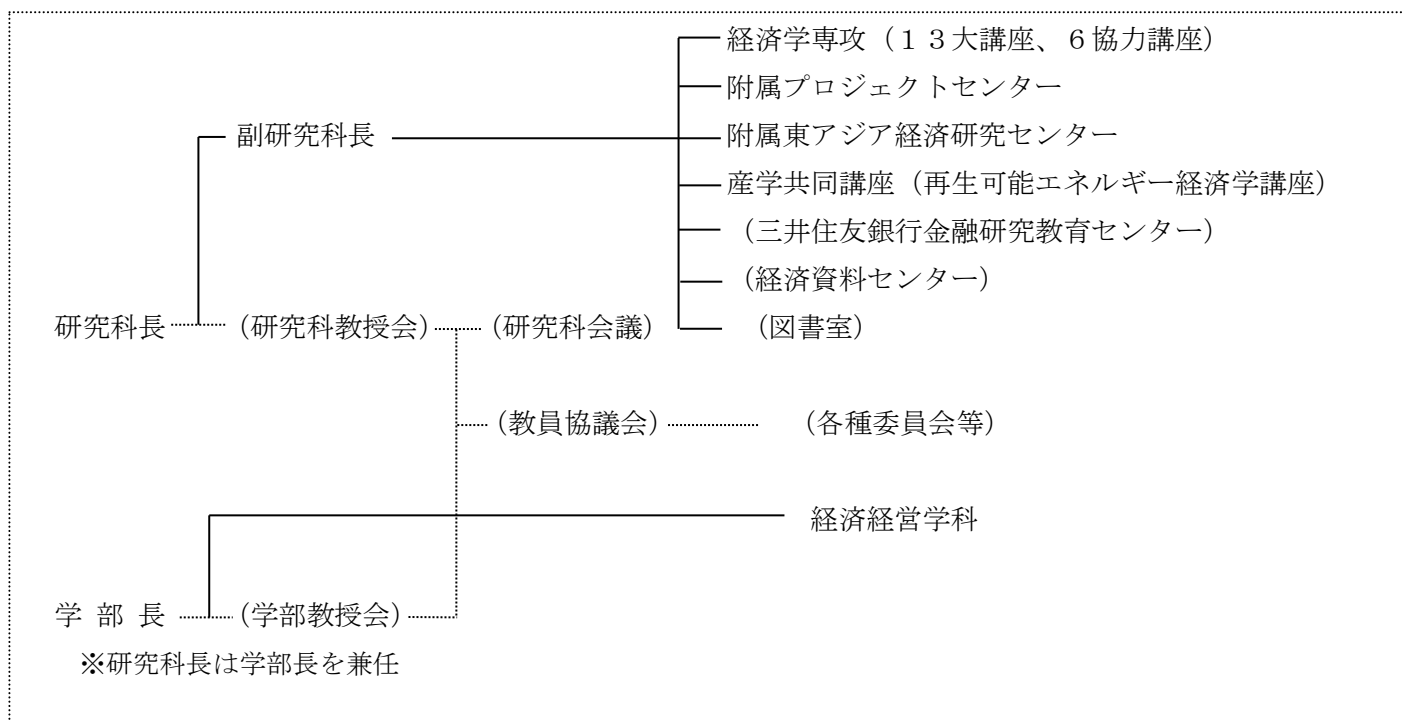 経済学専攻（１３大講座、６協力講座）
附属プロジェクトセンター
副研究科長 附属東アジア経済研究センター
産学共同講座（再生可能エネルギー経済学講座）
（三井住友銀行金融研究教育センター）
（経済資料センター）
研究科長 （研究科教授会） （研究科会議） （図書室）
（教員協議会） （各種委員会等）
経済経営学科
学 部 長 （学部教授会）
※研究科長は学部長を兼任